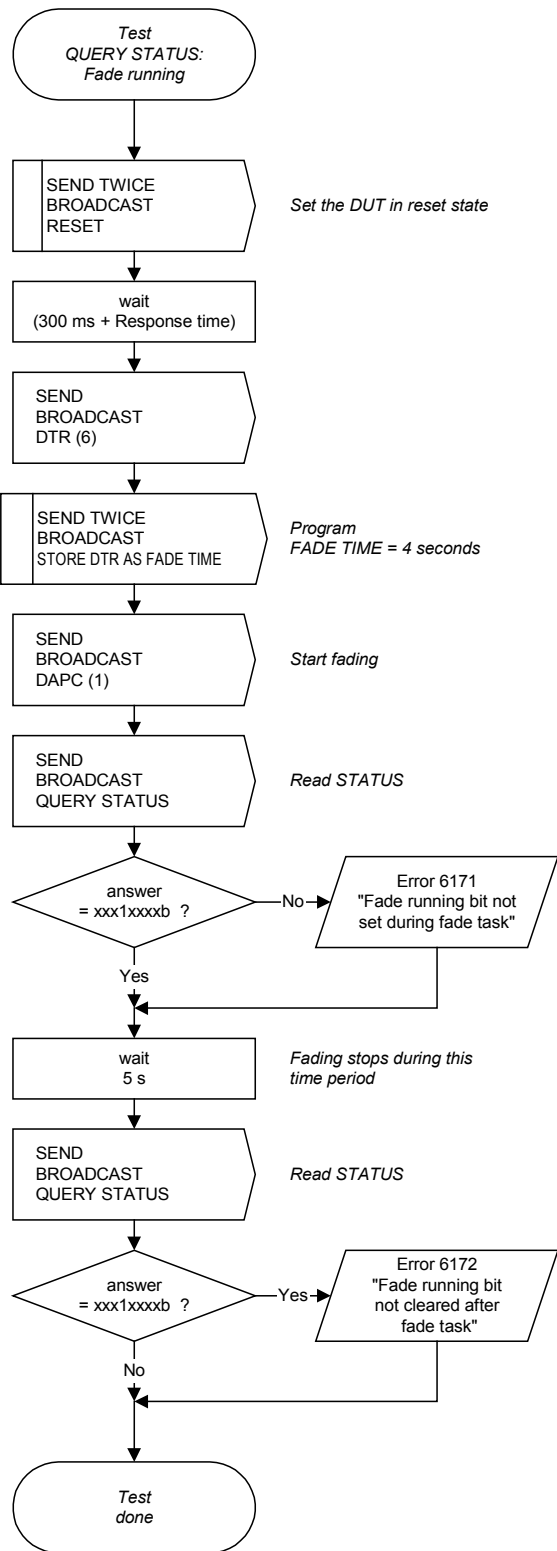 Test
QUERY STATUS:
Fade running
SEND TWICE
BROADCAST
RESET
Set the DUT in reset state
wait
(300 ms + Response time)
SEND
BROADCAST
DTR (6)
SEND TWICE
BROADCAST
STORE DTR AS FADE TIME
Program
FADE TIME = 4 seconds
SEND
BROADCAST
DAPC (1)
Start fading
SEND
BROADCAST
QUERY STATUS
Read STATUS
answer
= xxx1xxxxb ?
No
Error 6171
"Fade running bit not
set during fade task"
Yes
wait
5 s
Fading stops during this
time period
SEND
BROADCAST
QUERY STATUS
Read STATUS
answer
= xxx1xxxxb ?
Yes
Error 6172
"Fade running bit
not cleared after
fade task"
No
Test
done